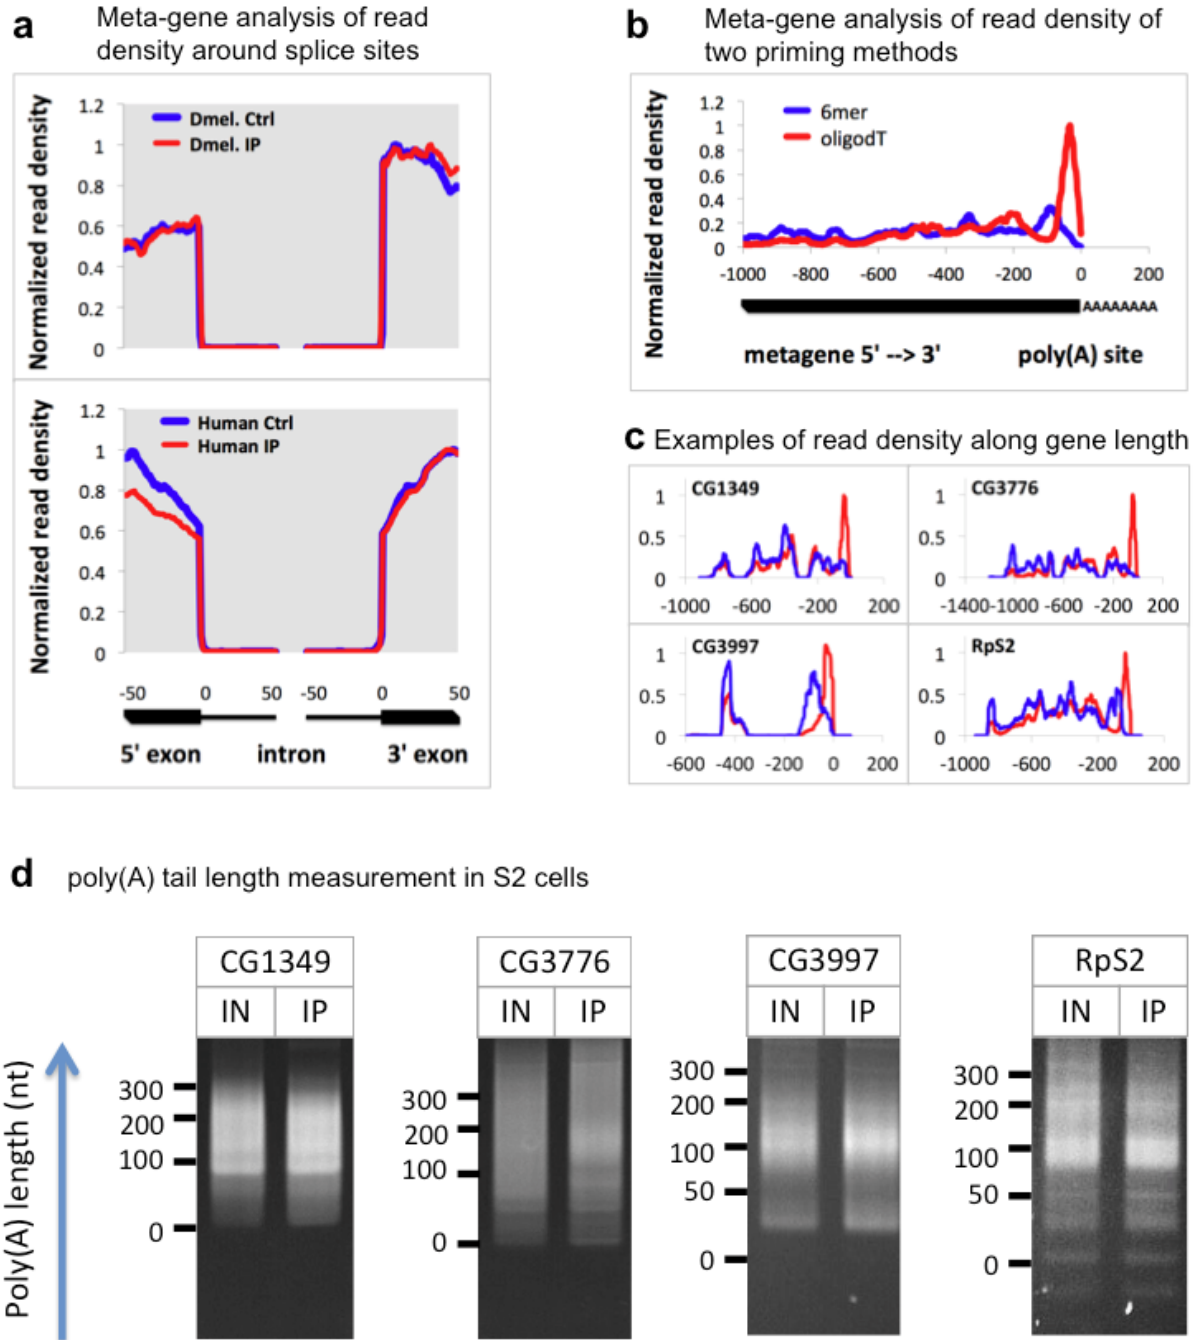 a
Meta-gene analysis of read
density around splice sites
Normalized read density
1.2
1
0.8
0.6
0.4
0.2
0
Dmel. Ctrl
Dmel. IP
Normalized read density
1.2
1
0.8
0.6
0.4
0.2
0
Human Ctrl
Human IP
-50 0 50 -50 0 50
5' exon intron 3' exon
b
Meta-gene analysis of read density of
two priming methods
Normalized read density
1.2
1
0.8
0.6
0.4
0.2
0
6mer
oligodT
-1000 -800 -600 -400 -200 0 200
AAAAAAAA
metagene 5' --> 3' poly(A) site
c Examples of read density along gene length
CG1349
1
0.5
0
-1000 -600 -200 200
CG3776
1
0.5
0
-1400-1000 -600 -200 200
CG3997
1
0.5
0
-600 -400 -200 0 200
RpS2
1
0.5
0
-1000 -600 -200 200
d poly(A) tail length measurement in S2 cells
Poly(A) length (nt)
CG1349
IN IP
300
200
100
0
CG3776
IN IP
300
200
100
0
CG3997
IN IP
300
200
100
50
0
RpS2
IN IP
300
200
100
50
0